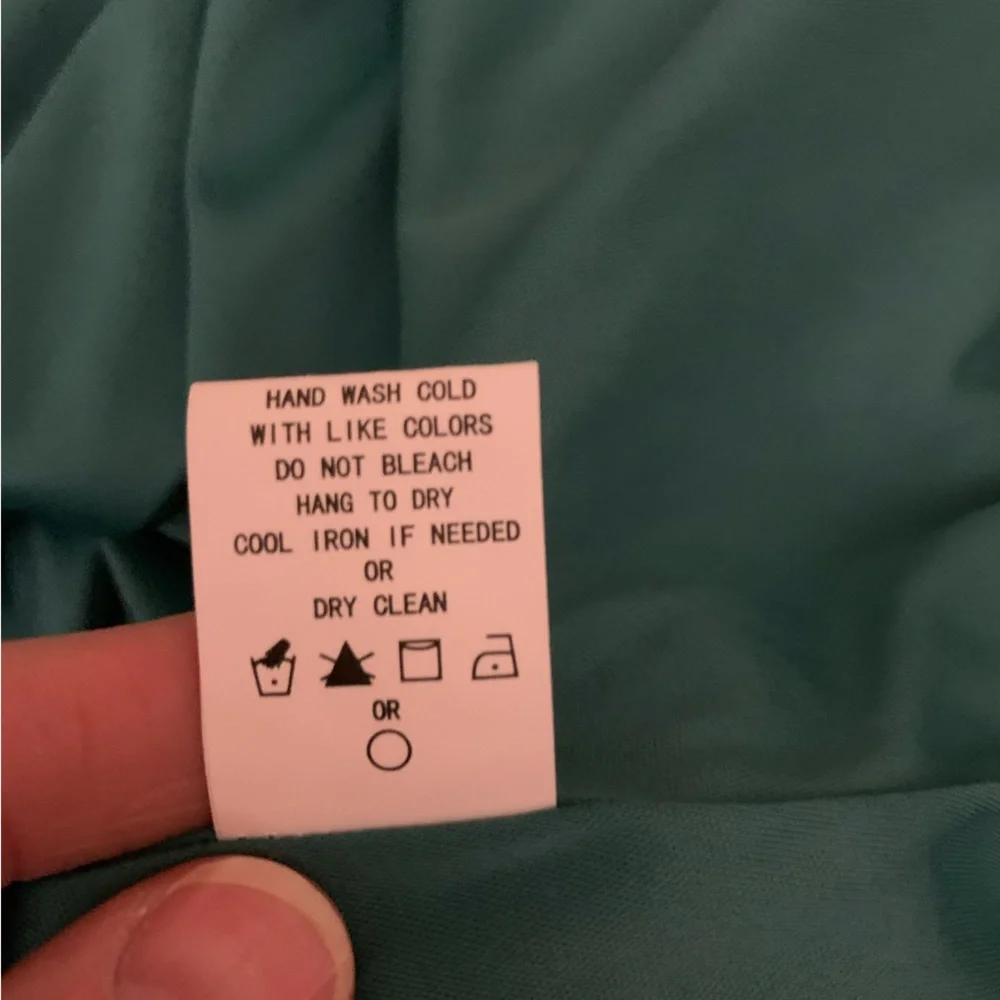 HAND WASH COLD
WITH LIKE COLORS
DO NOT BLEACH
HANG TO DRY
COOL IRON IF NEEDED
OR
DRY CLEAN
OR